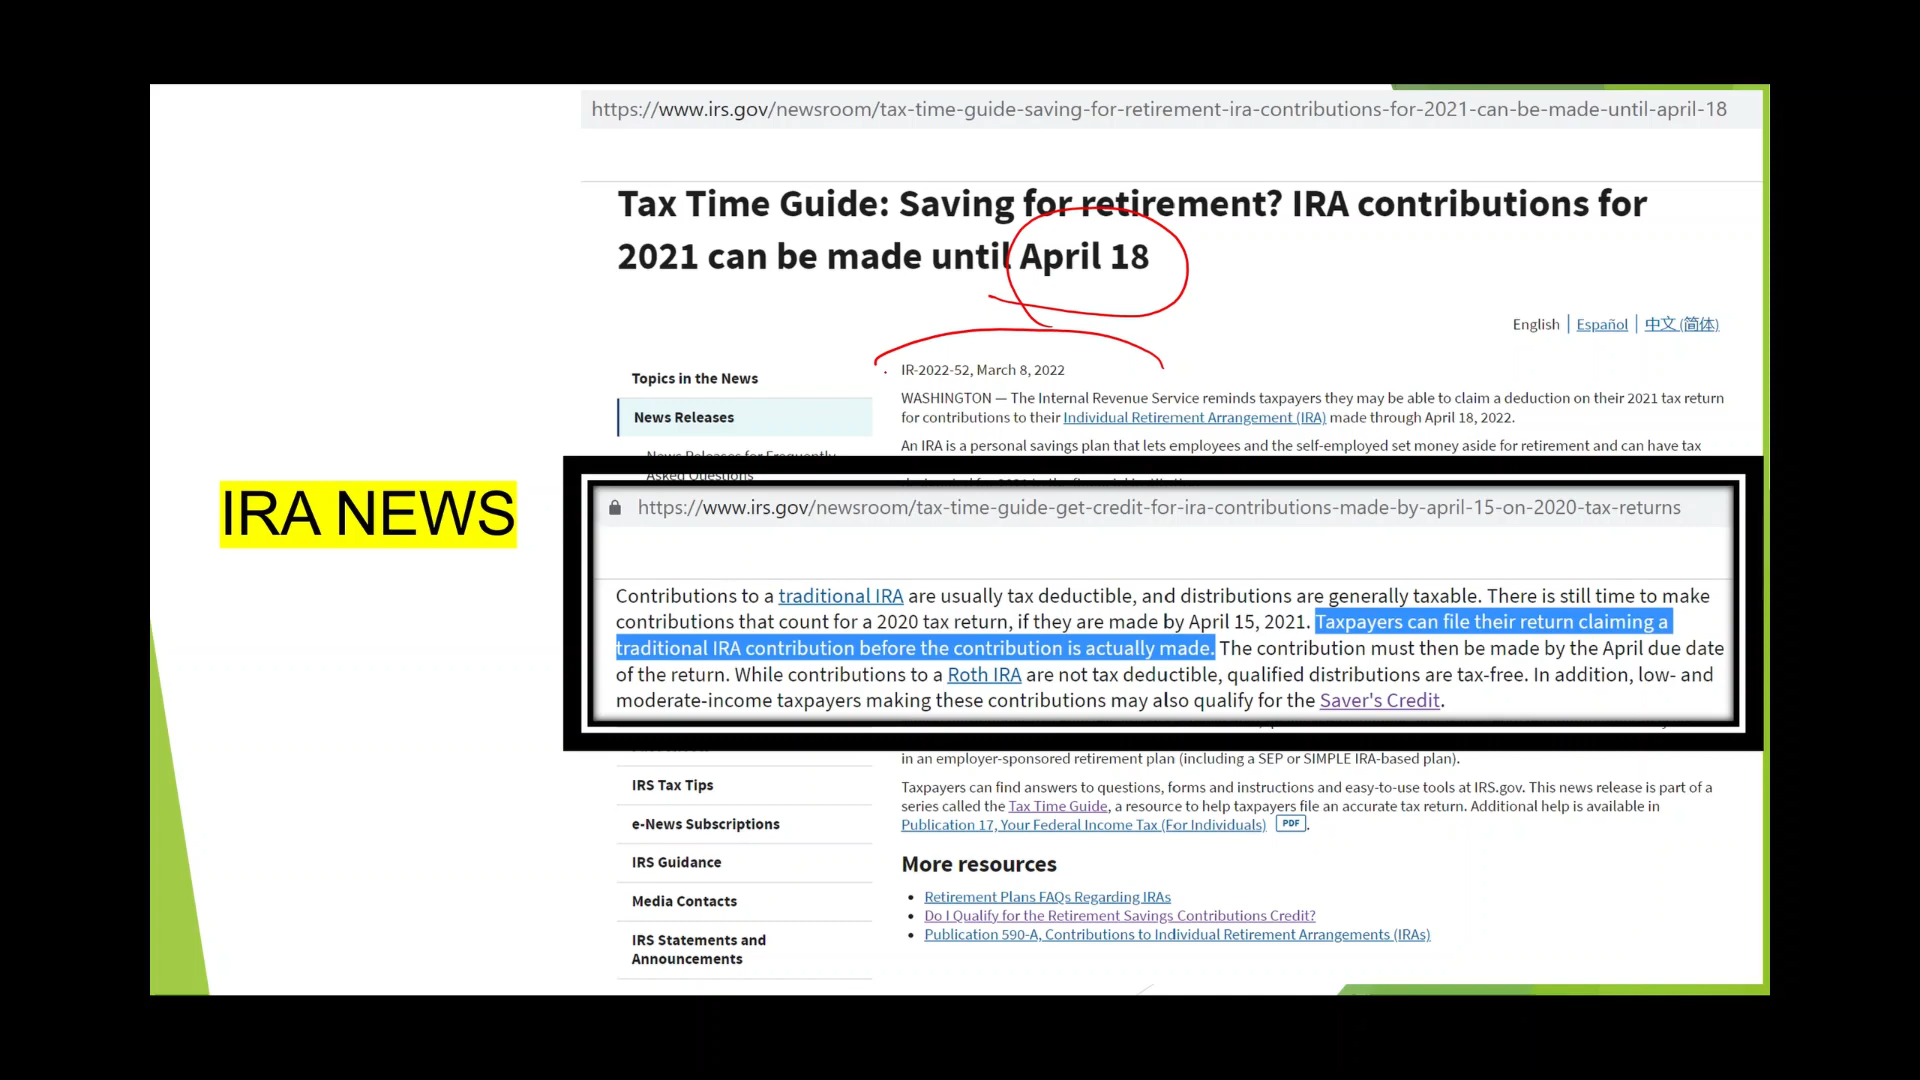 https://www.irs.gov/newsroom/tax-time-guide-saving-for-retirement-ira-contributions-for-2021-can-be-made-until-april-18
Tax Time Guide: Saving for retirement? IRA contributions for
2021 can be made until April 18
English | Español | 中文 (简体)
Topics in the News
News Releases
News Releases for Frequently
Asked Questions
IR-2022-52, March 8, 2022
WASHINGTON — The Internal Revenue Service reminds taxpayers they may be able to claim a deduction on their 2021 tax return
for contributions to their Individual Retirement Arrangement (IRA) made through April 18, 2022.
An IRA is a personal savings plan that lets employees and the self-employed set money aside for retirement and can have tax
IRA NEWS
https://www.irs.gov/newsroom/tax-time-guide-get-credit-for-ira-contributions-made-by-april-15-on-2020-tax-returns
Contributions to a traditional IRA are usually tax deductible, and distributions are generally taxable. There is still time to make
contributions that count for a 2020 tax return, if they are made by April 15, 2021. Taxpayers can file their return claiming a
traditional IRA contribution before the contribution is actually made. The contribution must then be made by the April due date
of the return. While contributions to a Roth IRA are not tax deductible, qualified distributions are tax-free. In addition, low- and
moderate-income taxpayers making these contributions may also qualify for the Saver's Credit.
IRS Tax Tips
e-News Subscriptions
IRS Guidance
Media Contacts
IRS Statements and
Announcements
in an employer-sponsored retirement plan (including a SEP or SIMPLE IRA-based plan).
Taxpayers can find answers to questions, forms and instructions and easy-to-use tools at IRS.gov. This news release is part of a
series called the Tax Time Guide, a resource to help taxpayers file an accurate tax return. Additional help is available in
Publication 17, Your Federal Income Tax (For Individuals) PDF.
More resources
• Retirement Plans FAQs Regarding IRAs
• Do I Qualify for the Retirement Savings Contributions Credit?
• Publication 590-A, Contributions to Individual Retirement Arrangements (IRAs)